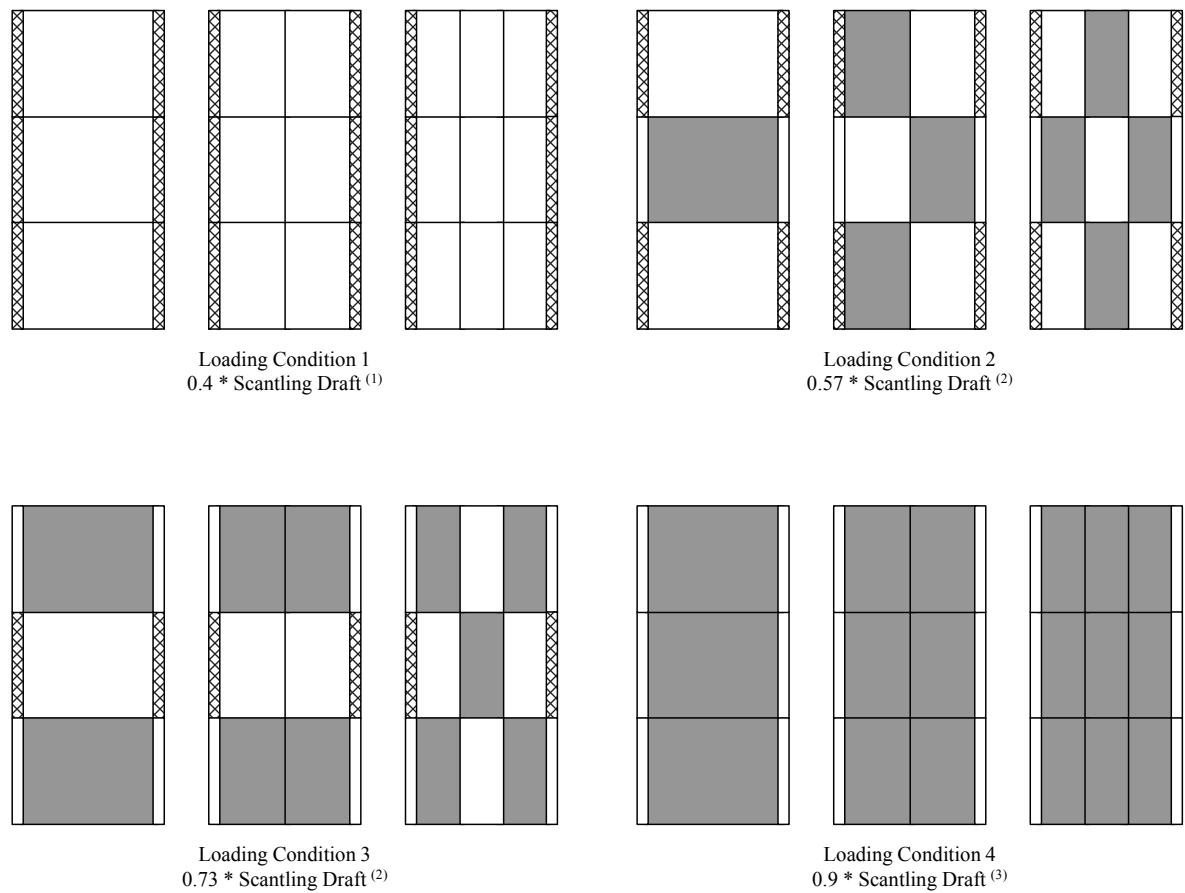 Loading Condition 1
0.4 * Scantling Draft (1)
Loading Condition 2
0.57 * Scantling Draft (2)
Loading Condition 3
0.73 * Scantling Draft (2)
Loading Condition 4
0.9 * Scantling Draft (3)